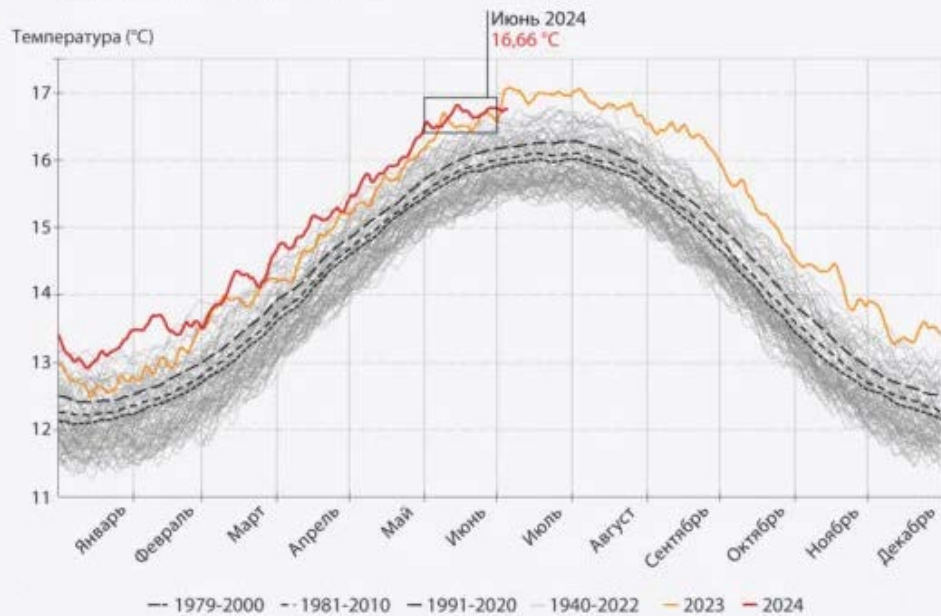 Июнь 2024
16,66 °C
Температура (°C)
17
16
15
14
13
12
11
Январь
Февраль
Март
Апрель
Май
Июнь
Июль
Август
Сентябрь
Октябрь
Ноябрь
Декабрь
1979-2000 1981-2010 1991-2020 1940-2022 2023 2024